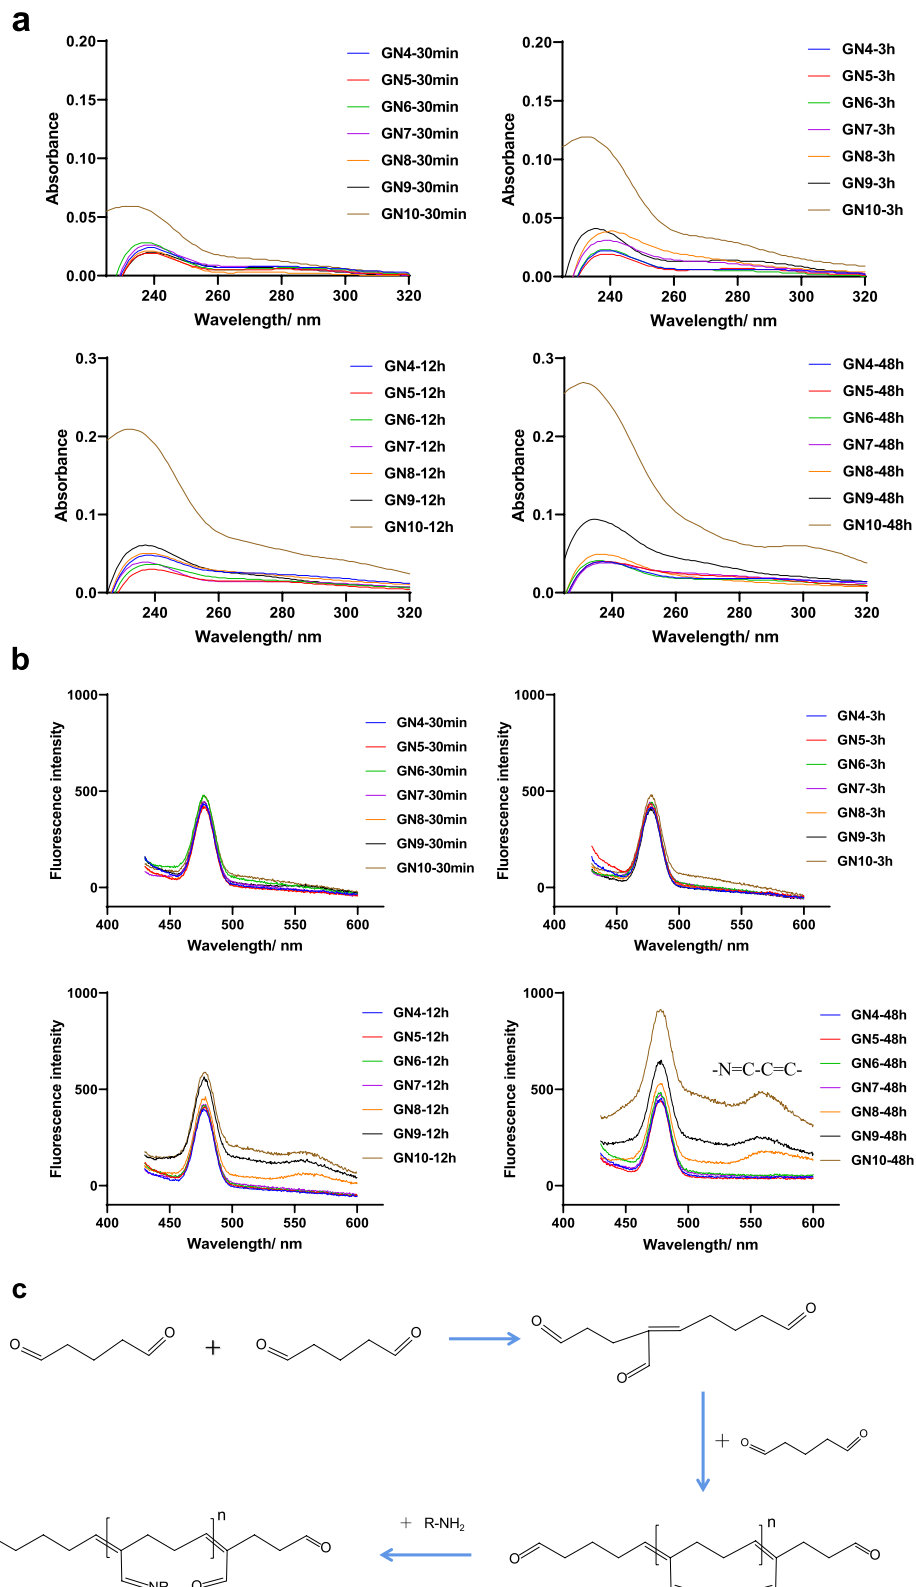 a
0.20
0.15
0.10
0.05
0.00
Absorbance
240 260 280 300 320
Wavelength/ nm
GN4-30min
GN5-30min
GN6-30min
GN7-30min
GN8-30min
GN9-30min
GN10-30min
0.20
0.15
0.10
0.05
0.00
Absorbance
240 260 280 300 320
Wavelength/ nm
GN4-3h
GN5-3h
GN6-3h
GN7-3h
GN8-3h
GN9-3h
GN10-3h
0.3
0.2
0.1
0.0
Absorbance
240 260 280 300 320
Wavelength/ nm
GN4-12h
GN5-12h
GN6-12h
GN7-12h
GN8-12h
GN9-12h
GN10-12h
0.3
0.2
0.1
0.0
Absorbance
240 260 280 300 320
Wavelength/ nm
GN4-48h
GN5-48h
GN6-48h
GN7-48h
GN8-48h
GN9-48h
GN10-48h
b
1000
500
0
Fluorescence intensity
400 450 500 550 600
Wavelength/ nm
GN4-30min
GN5-30min
GN6-30min
GN7-30min
GN8-30min
GN9-30min
GN10-30min
1000
500
0
Fluorescence intensity
400 450 500 550 600
Wavelength/ nm
GN4-3h
GN5-3h
GN6-3h
GN7-3h
GN8-3h
GN9-3h
GN10-3h
1000
500
0
Fluorescence intensity
400 450 500 550 600
Wavelength/ nm
GN4-12h
GN5-12h
GN6-12h
GN7-12h
GN8-12h
GN9-12h
GN10-12h
1000
500
0
Fluorescence intensity
400 450 500 550 600
Wavelength/ nm
-N=C-C=C-
GN4-48h
GN5-48h
GN6-48h
GN7-48h
GN8-48h
GN9-48h
GN10-48h
c
O O + O O
O O
O
+ O O
n
+ R-NH₂
O
O
n
O O